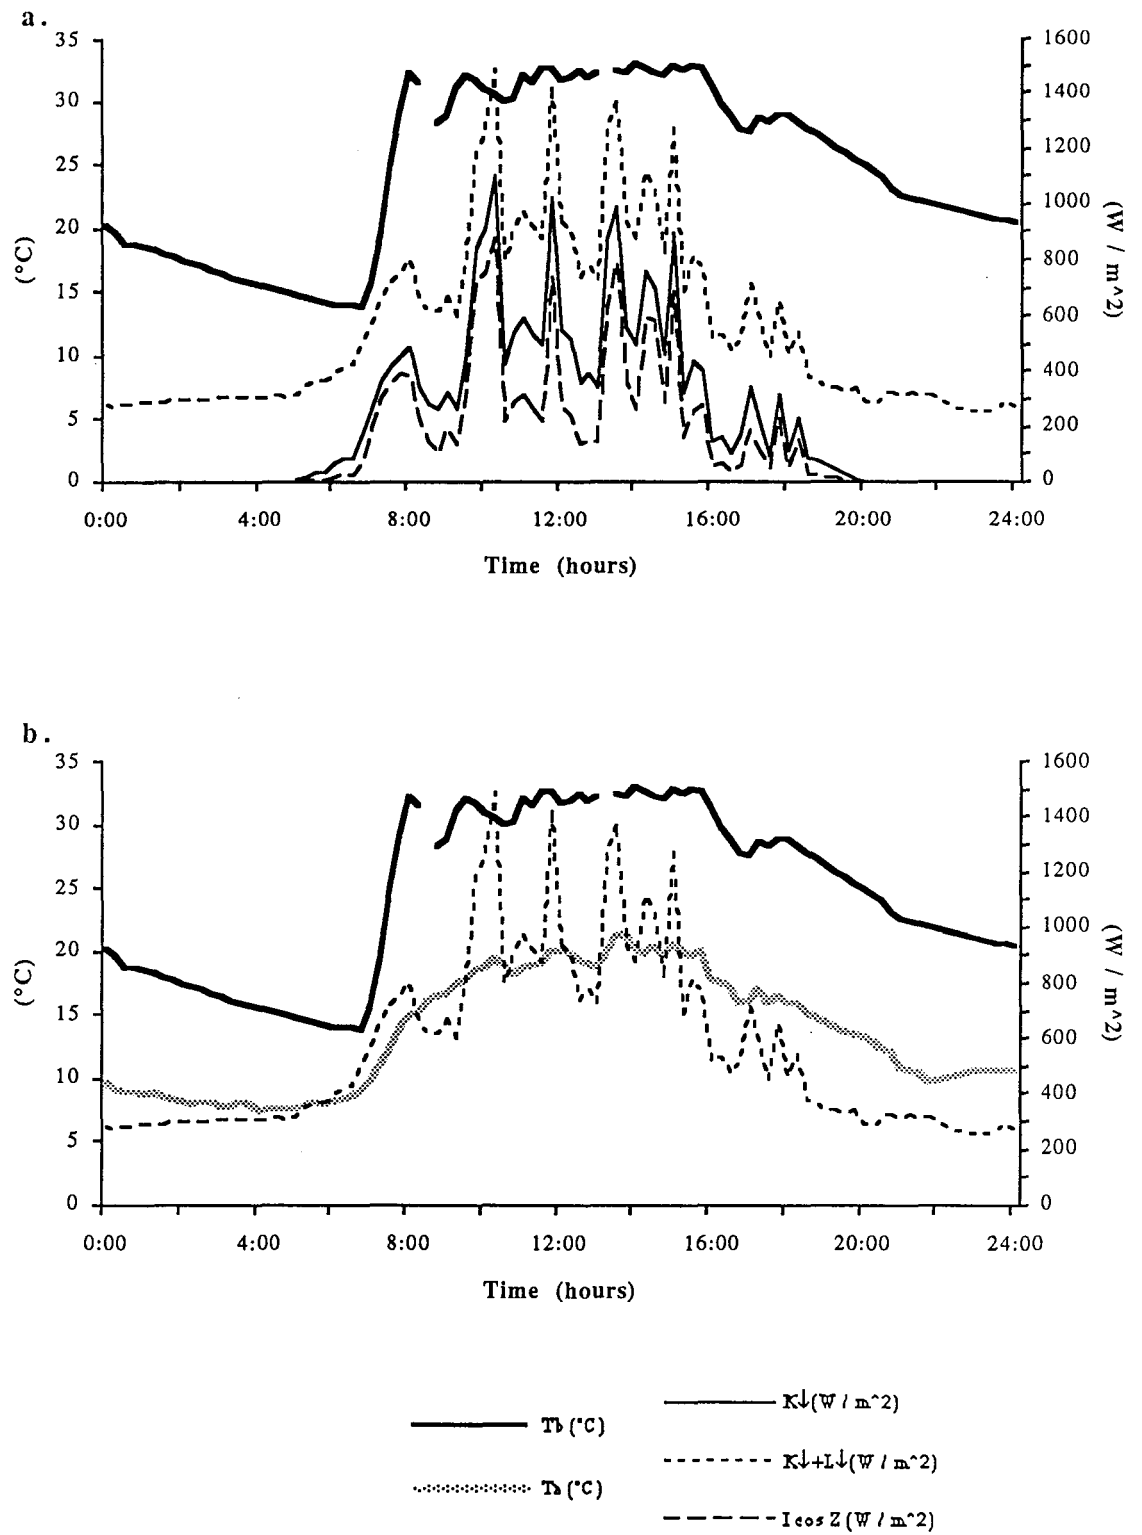 a.
35
30
25
20
15
10
5
0
(°C)
1600
1400
1200
1000
800
600
400
200
0
(W / m^2)
0:00 4:00 8:00 12:00 16:00 20:00 24:00
Time (hours)
b.
35
30
25
20
15
10
5
0
(°C)
1600
1400
1200
1000
800
600
400
200
0
(W / m^2)
0:00 4:00 8:00 12:00 16:00 20:00 24:00
Time (hours)
Tb (°C)
Ta (°C)
K↓(W / m^2)
K↓+L↓(W / m^2)
I cos Z (W / m^2)